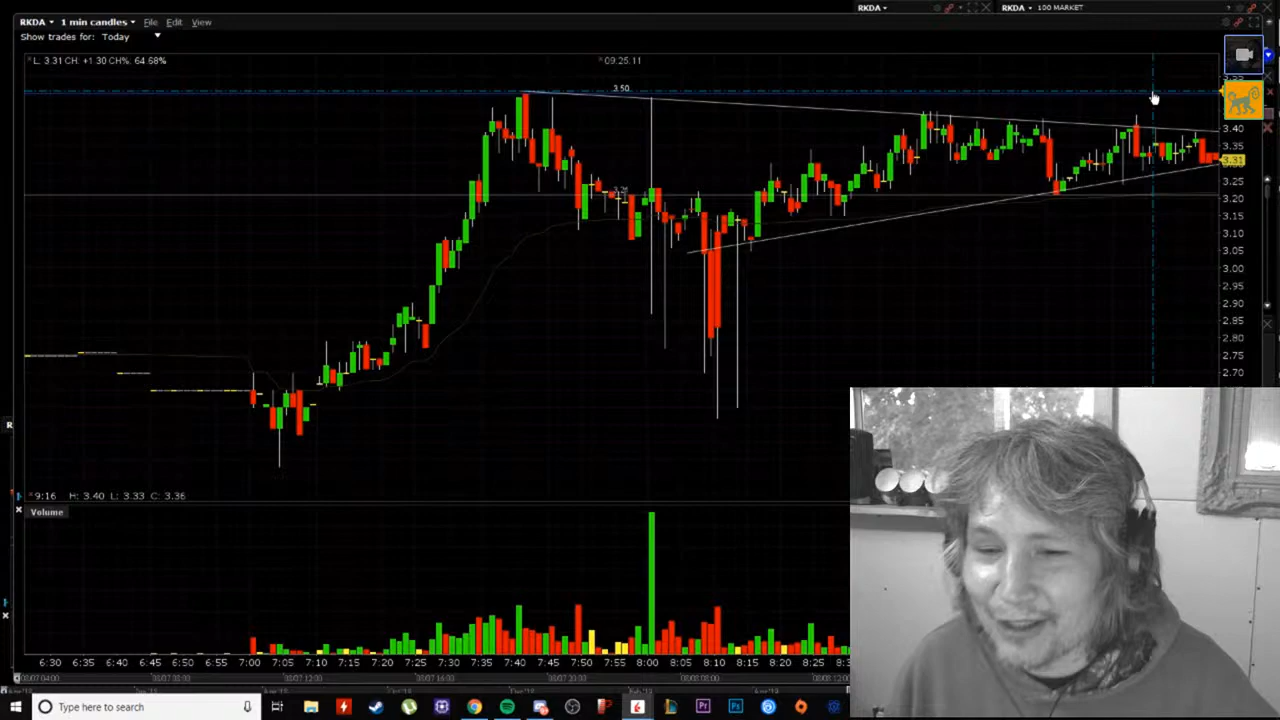 RKDA
RKDA 100 MARKET
RKDA 1 min candles File Edit View
Show trades for: Today
L. 3.31 CH: +1.30 CH%: 64.68%
09:25.11
3.50
3.40
3.35
3.31
3.25
3.20
3.15
3.10
3.05
3.00
2.95
2.90
2.85
2.80
2.75
2.70
9:16 H: 3.40 L: 3.33 C: 3.36
Volume
6:30 6:35 6:40 6:45 6:50 6:55 7:00 7:05 7:10 7:15 7:20 7:25 7:30 7:35 7:40 7:45 7:50 7:55 8:00 8:05 8:10 8:15 8:20 8:25
Type here to search